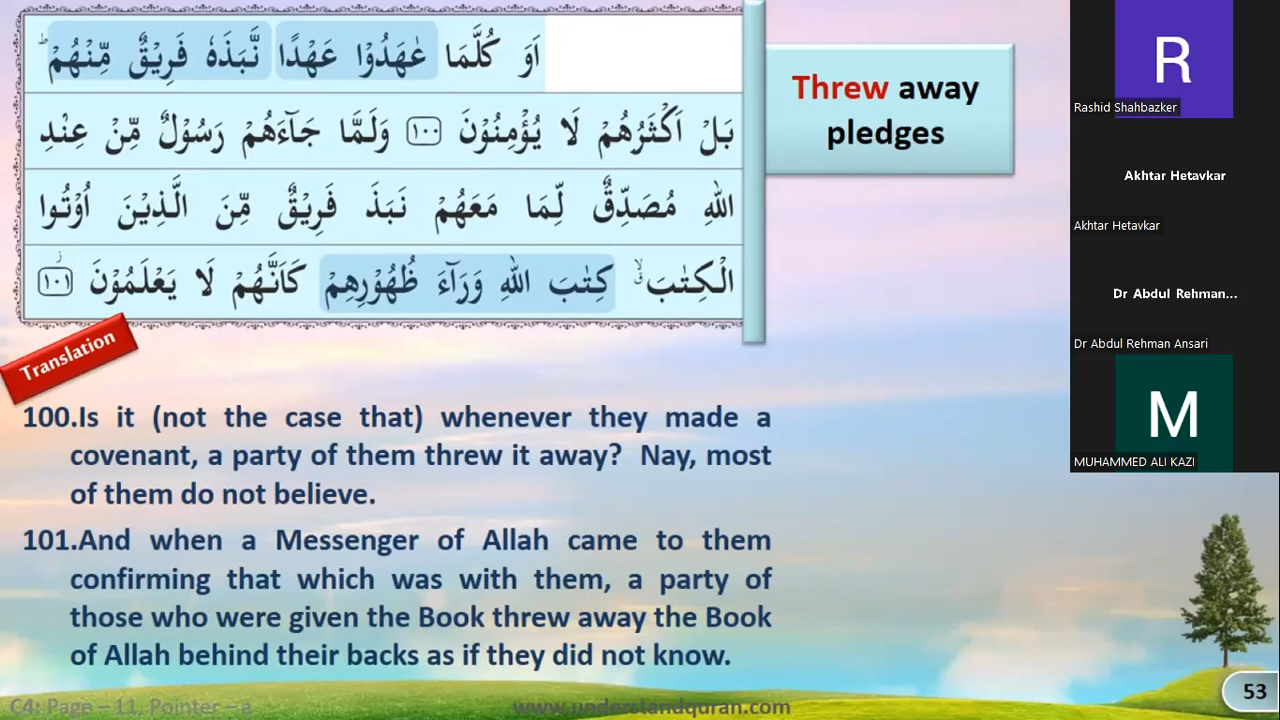 اَوَ كُلَّمَا عٰهَدُوْا عَهْدًا نَّبَذَهٗ فَرِيْقٌ مِّنْهُمْ ؕ
بَلْ اَكْثَرُهُمْ لَا يُؤْمِنُوْنَ ١٠٠ وَلَمَّا جَآءَهُمْ رَسُوْلٌ مِّنْ عِنْدِ
اللهِ مُصَدِّقٌ لِّمَا مَعَهُمْ نَبَذَ فَرِيْقٌ مِّنَ الَّذِيْنَ اُوْتُوا
الْكِتٰبَ ۙ كِتٰبَ اللهِ وَرَآءَ ظُهُوْرِهِمْ كَاَنَّهُمْ لَا يَعْلَمُوْنَ ١٠١
Threw away
pledges
Translation
100.Is it (not the case that) whenever they made a
covenant, a party of them threw it away? Nay, most
of them do not believe.
101.And when a Messenger of Allah came to them
confirming that which was with them, a party of
those who were given the Book threw away the Book
of Allah behind their backs as if they did not know.
C4: Page – 11, Pointer – a
www.understandquran.com
53
R
Rashid Shahbazker
Akhtar Hetavkar
Akhtar Hetavkar
Dr Abdul Rehman...
Dr Abdul Rehman Ansari
M
MUHAMMED ALI KAZI